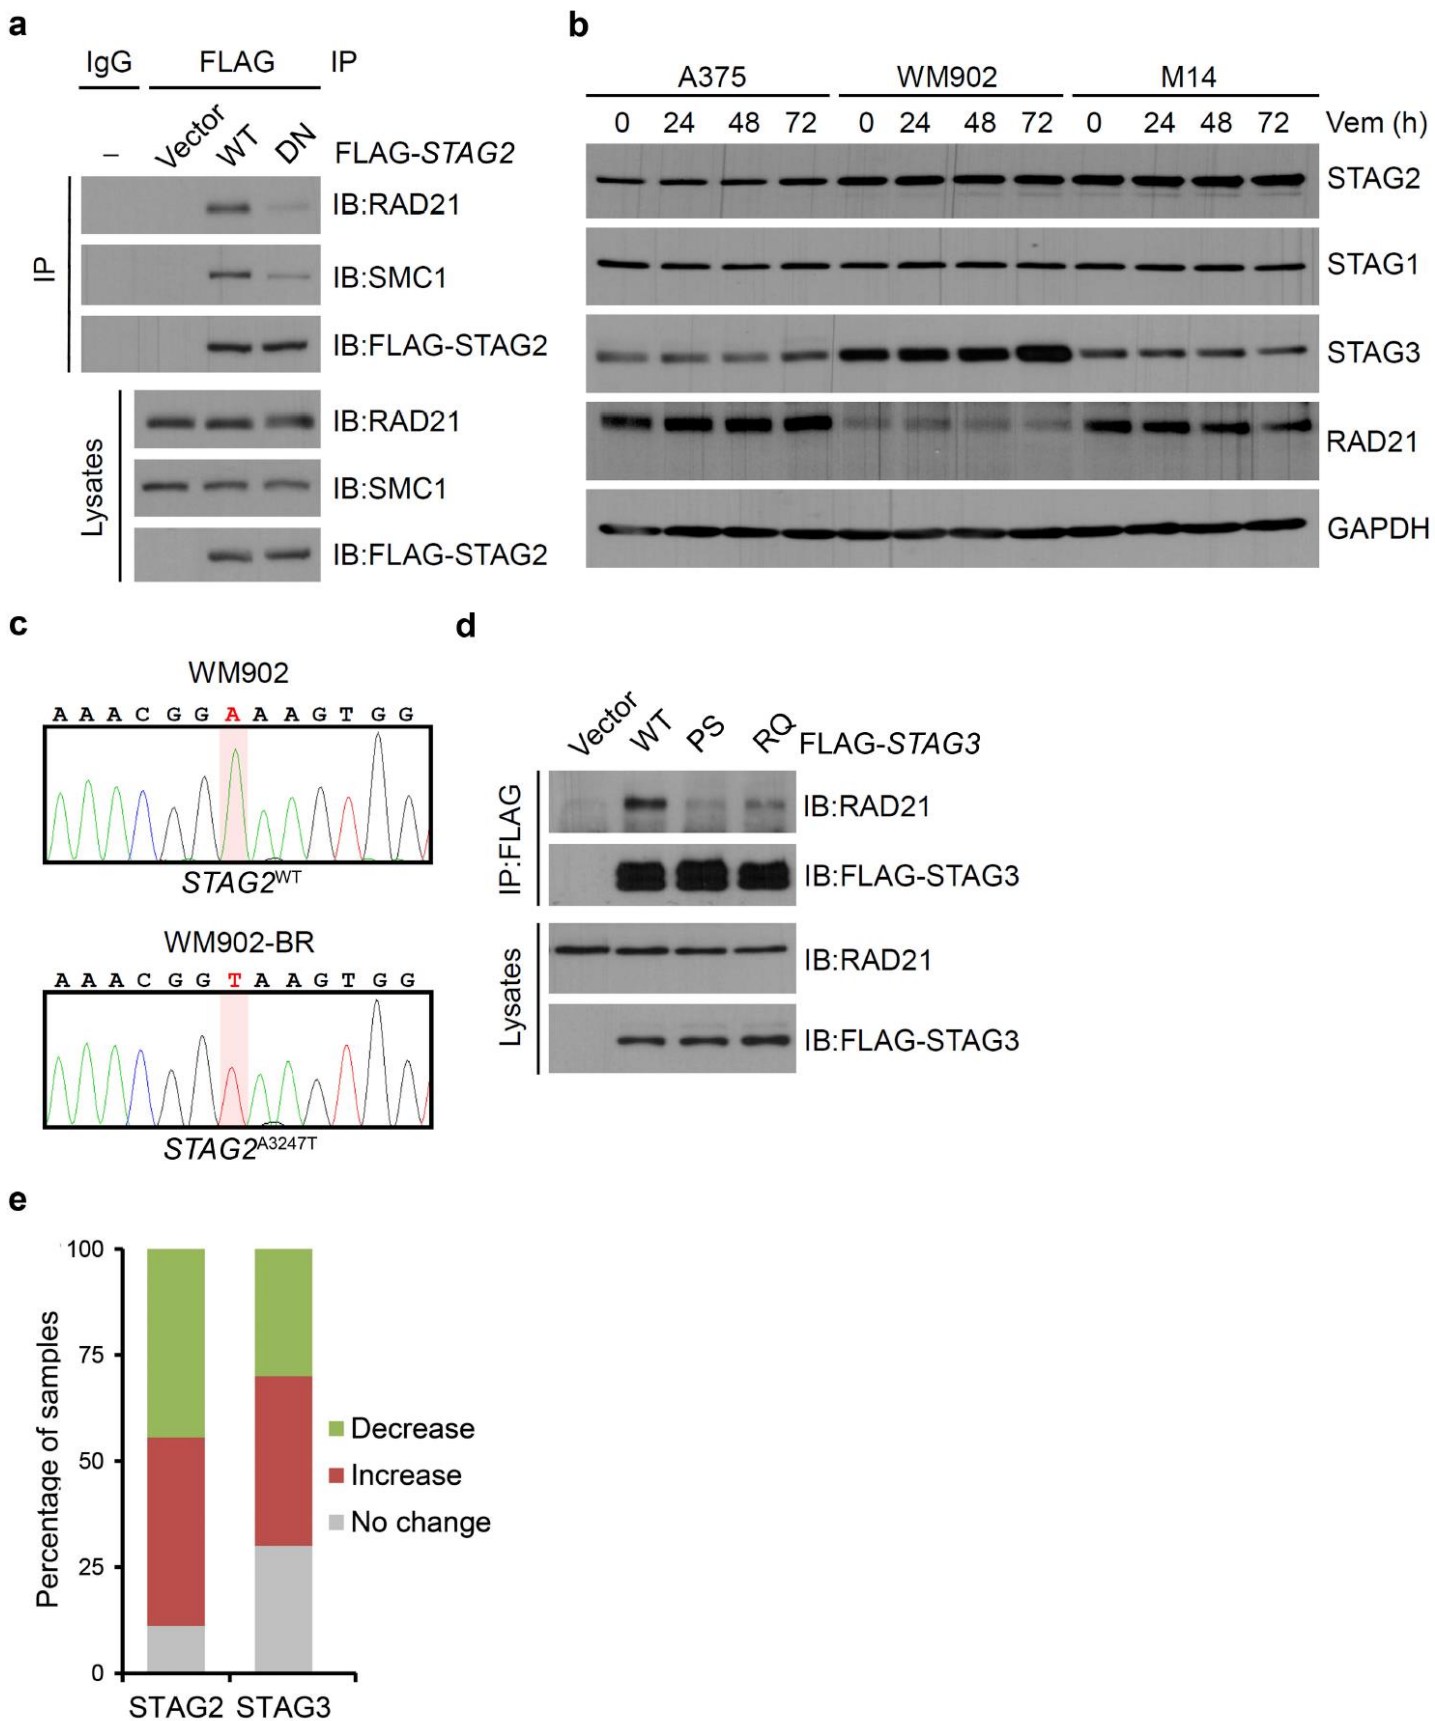 a
IgG FLAG IP
– Vector WT DN FLAG-STAG2
IP
IB:RAD21
IB:SMC1
IB:FLAG-STAG2
Lysates
IB:RAD21
IB:SMC1
IB:FLAG-STAG2
b
A375 WM902 M14
0 24 48 72 0 24 48 72 0 24 48 72 Vem (h)
STAG2
STAG1
STAG3
RAD21
GAPDH
c
WM902
A A A C G G A A A G T G G
STAG2WT
WM902-BR
A A A C G G T A A G T G G
STAG2A3247T
d
Vector WT PS RQ FLAG-STAG3
IP:FLAG
IB:RAD21
IB:FLAG-STAG3
Lysates
IB:RAD21
IB:FLAG-STAG3
e
Percentage of samples
100
75
50
25
0
STAG2 STAG3
Decrease
Increase
No change